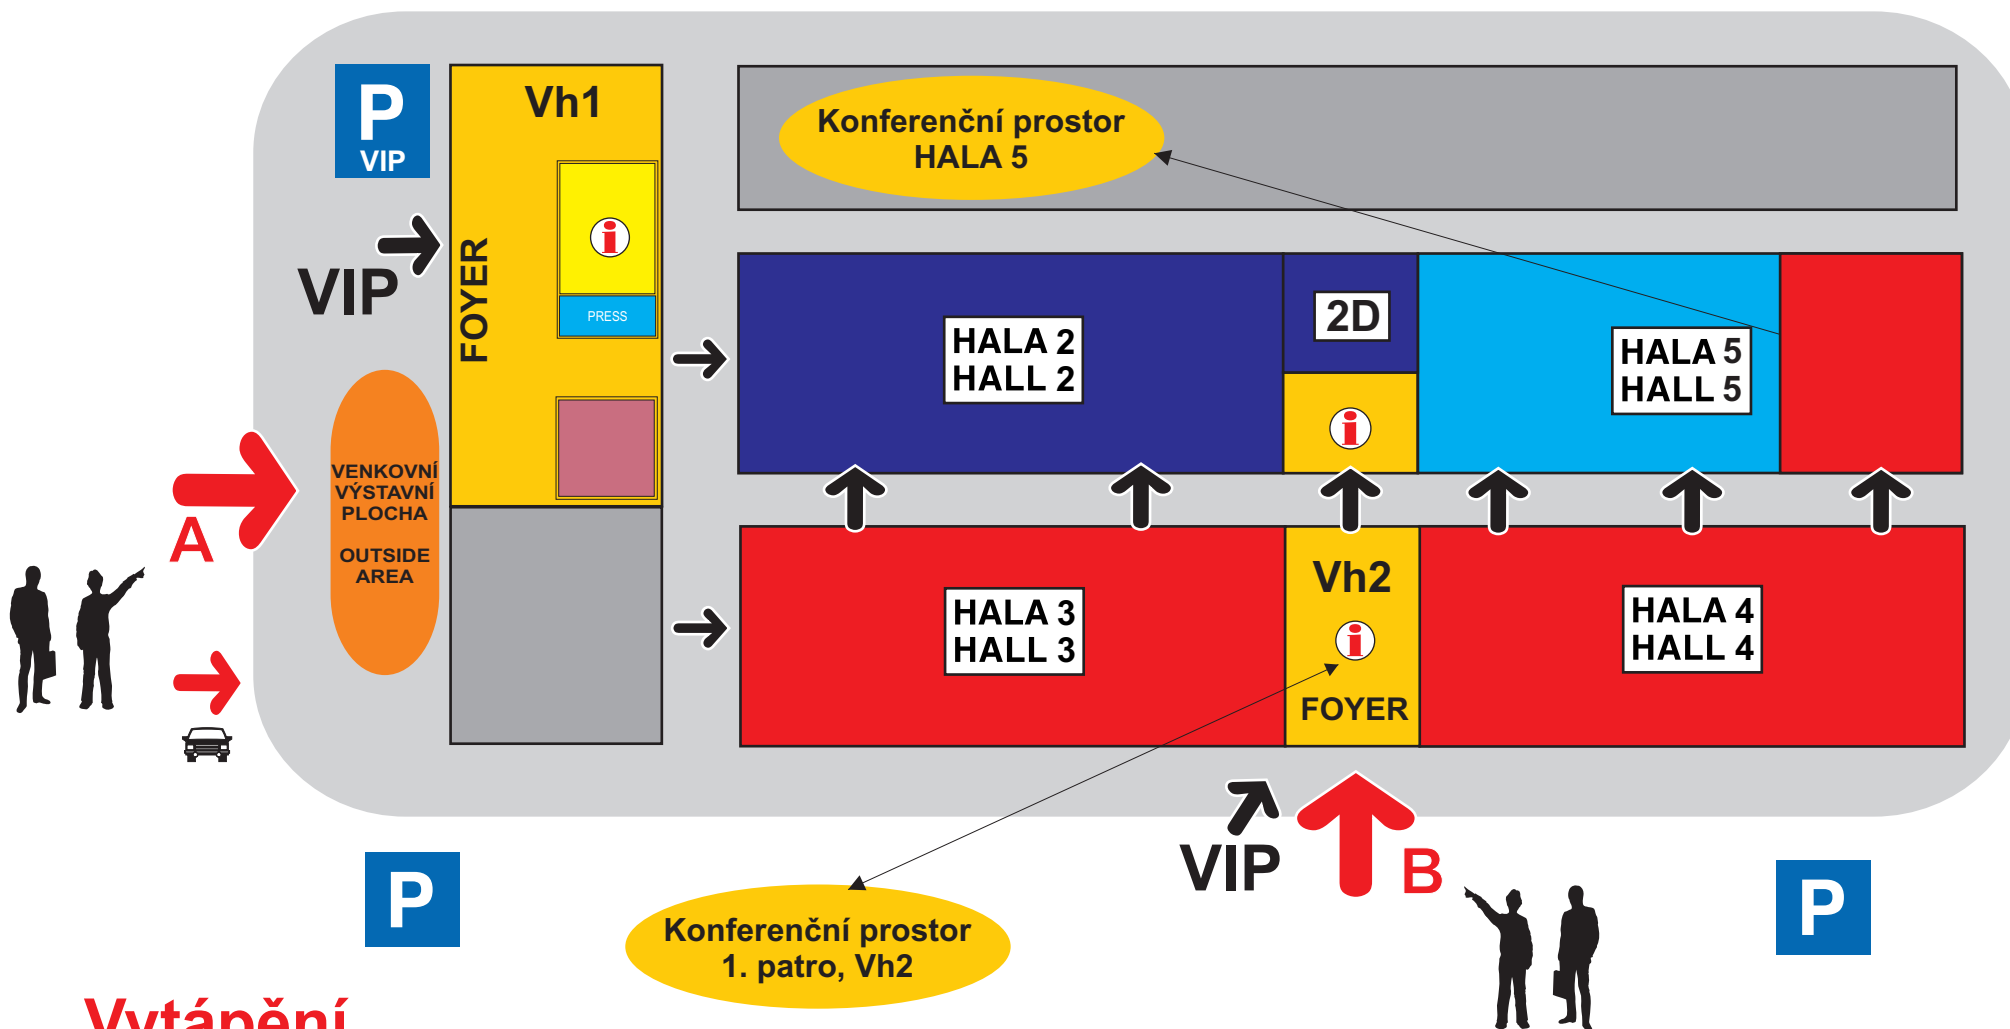 P
VIP
Vh1
Konferenční prostor
HALA 5
VIP
FOYER
PRESS
HALA 2
HALL 2
2D
HALA 5
HALL 5
VENKOVNÍ
VÝSTAVNÍ
PLOCHA
OUTSIDE
AREA
A
HALA 3
HALL 3
Vh2
FOYER
HALA 4
HALL 4
VIP
B
P
P
Konferenční prostor
1. patro, Vh2
Vytápění